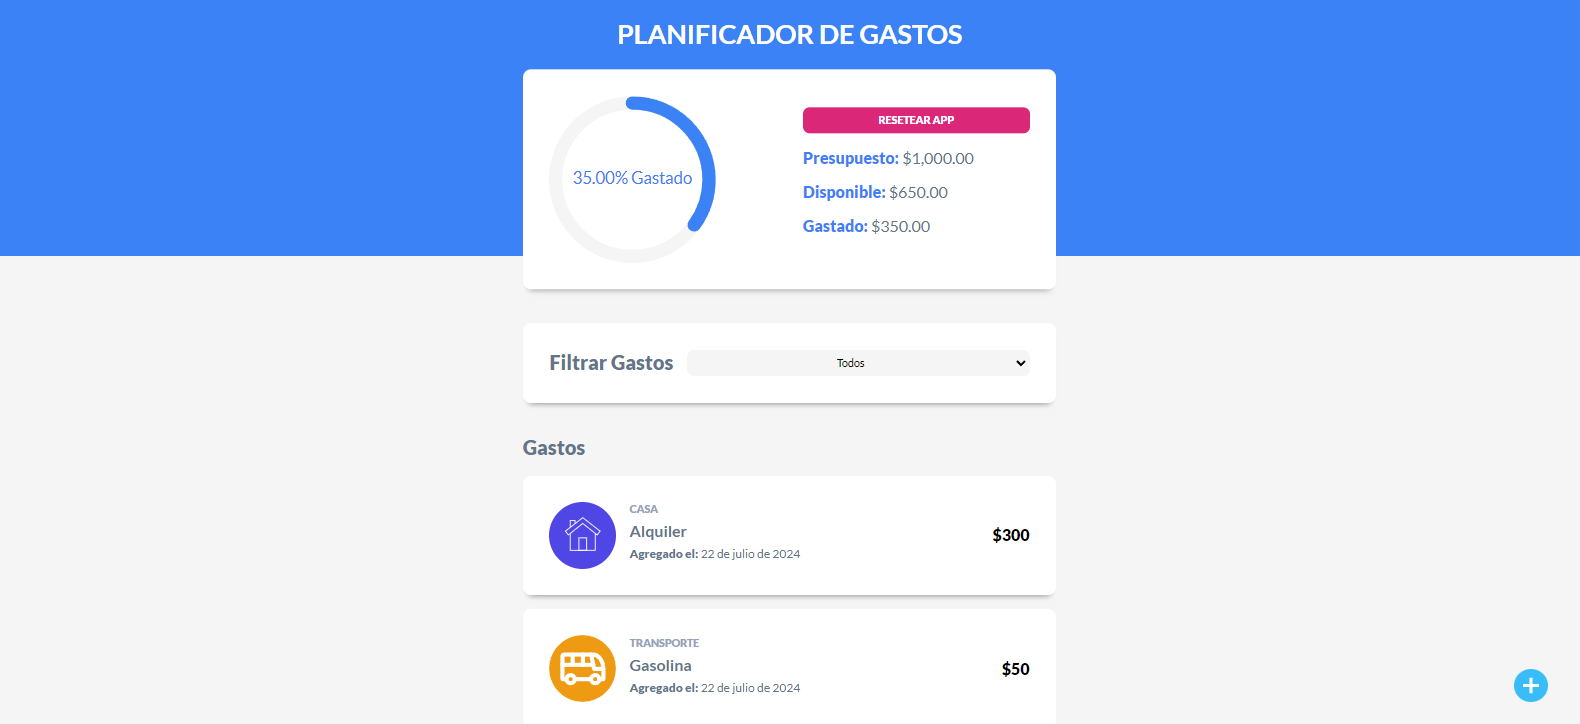 PLANIFICADOR DE GASTOS
35.00% Gastado
RESETEAR APP
Presupuesto: $1,000.00
Disponible: $650.00
Gastado: $350.00
Filtrar Gastos
Todos
Gastos
CASA
Alquiler
Agregado el: 22 de julio de 2024
$300
TRANSPORTE
Gasolina
Agregado el: 22 de julio de 2024
$50